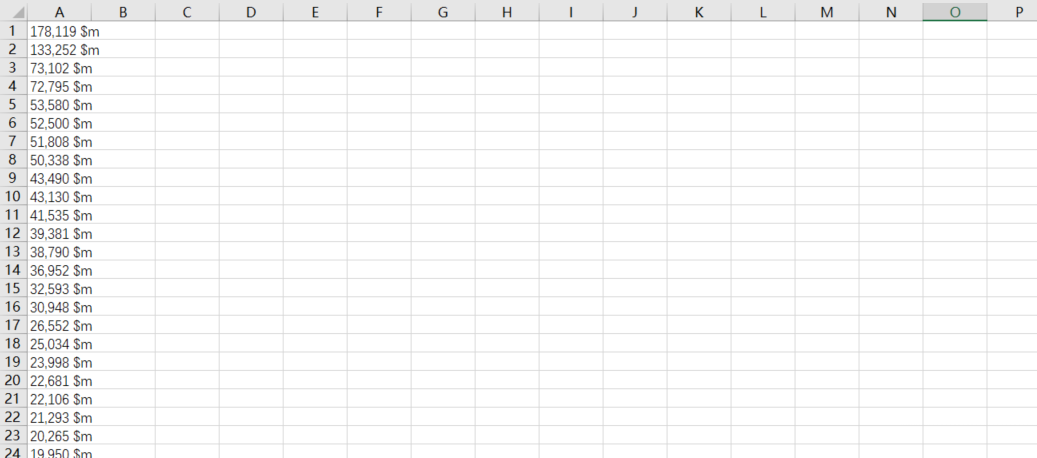 A B C D E F G H I J K L M N O P
1 178,119 $m
2 133,252 $m
3 73,102 $m
4 72,795 $m
5 53,580 $m
6 52,500 $m
7 51,808 $m
8 50,338 $m
9 43,490 $m
10 43,130 $m
11 41,535 $m
12 39,381 $m
13 38,790 $m
14 36,952 $m
15 32,593 $m
16 30,948 $m
17 26,552 $m
18 25,034 $m
19 23,998 $m
20 22,681 $m
21 22,106 $m
22 21,293 $m
23 20,265 $m
24 19,950 $m